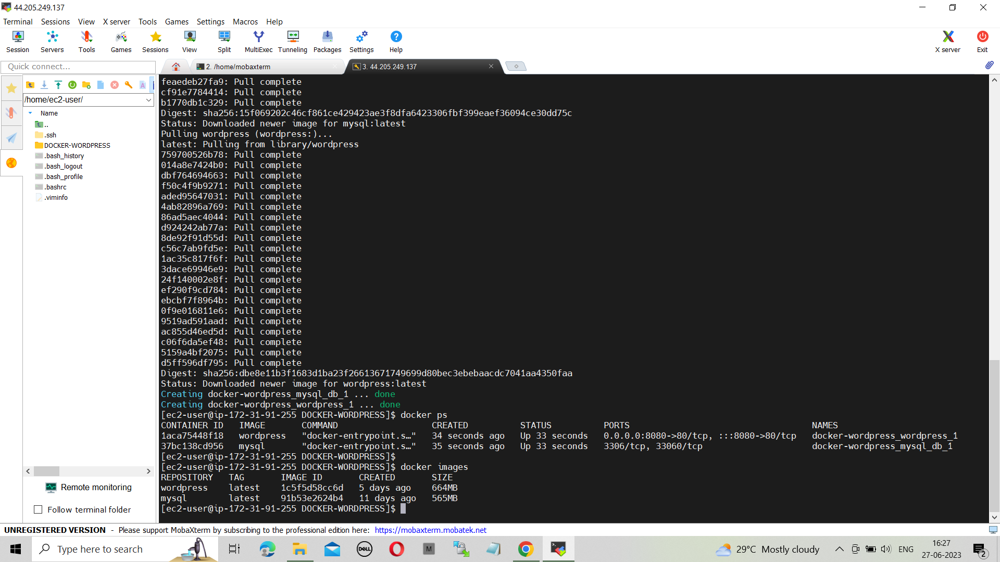 44.205.249.137
Terminal Sessions View X server Tools Games Settings Macros Help
Session Servers Tools Games Sessions View Split MultiExec Tunneling Packages Settings Help X server Exit
Quick connect...
2. /home/mobaxterm
3. 44.205.249.137
/home/ec2-user/
Name
..
.ssh
DOCKER-WORDPRESS
.bash_history
.bash_logout
.bash_profile
.bashrc
.viminfo
Remote monitoring
Follow terminal folder
feaedeb27fa9: Pull complete
cf91e7784414: Pull complete
b1770db1c329: Pull complete
Digest: sha256:15f069202c46cf861ce429423ae3f8dfa6423306fbf399eaef36094ce30dd75c
Status: Downloaded newer image for mysql:latest
Pulling wordpress (wordpress:)...
latest: Pulling from library/wordpress
759700526b78: Pull complete
014a8e7424b0: Pull complete
dbf764694663: Pull complete
f50c4f9b9271: Pull complete
aded95647031: Pull complete
4ab82896a769: Pull complete
86ad5aec4044: Pull complete
d924242ab77a: Pull complete
8de92f91d55d: Pull complete
c56c7ab9fd5e: Pull complete
1ac35c817f6f: Pull complete
3dace69946e9: Pull complete
24f140002e8f: Pull complete
ef290f9cd784: Pull complete
ebcbf7f8964b: Pull complete
0f9e016811e6: Pull complete
9519ad591aad: Pull complete
ac855d46ed5d: Pull complete
c06f6da5ef48: Pull complete
5159a4bf2075: Pull complete
d5ff596df795: Pull complete
Digest: sha256:dbe8e11b3f1683d1ba23f26613671749699d80bec3ebebaacdc7041aa4350faa
Status: Downloaded newer image for wordpress:latest
Creating docker-wordpress_mysql_db_1 ... done
Creating docker-wordpress_wordpress_1 ... done
[ec2-user@ip-172-31-91-255 DOCKER-WORDPRESS]$ docker ps
CONTAINER ID IMAGE COMMAND CREATED STATUS PORTS NAMES
1aca75448f18 wordpress "docker-entrypoint.s…" 34 seconds ago Up 33 seconds 0.0.0.0:8080->80/tcp, :::8080->80/tcp docker-wordpress_wordpress_1
37bc138cd956 mysql "docker-entrypoint.s…" 35 seconds ago Up 33 seconds 3306/tcp, 33060/tcp docker-wordpress_mysql_db_1
[ec2-user@ip-172-31-91-255 DOCKER-WORDPRESS]$
[ec2-user@ip-172-31-91-255 DOCKER-WORDPRESS]$ docker images
REPOSITORY TAG IMAGE ID CREATED SIZE
wordpress latest 1c5f5d58cc6d 5 days ago 664MB
mysql latest 91b53e2624b4 11 days ago 565MB
[ec2-user@ip-172-31-91-255 DOCKER-WORDPRESS]$
UNREGISTERED VERSION - Please support MobaXterm by subscribing to the professional edition here: https://mobaxterm.mobatek.net
Type here to search
DELL
M
29°C Mostly cloudy
ENG
16:27
27-06-2023
2